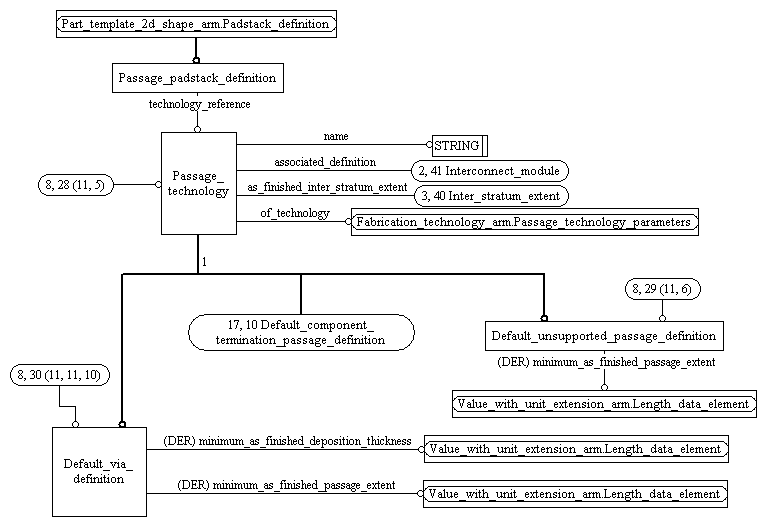 Part_template_2d_shape_arm.Padstack_definition
Passage_padstack_definition
technology_reference
name
STRING
Passage_
technology
associated_definition
2, 41 Interconnect_module
8, 28 (11, 5)
as_finished_inter_stratum_extent
3, 40 Inter_stratum_extent
of_technology
Fabrication_technology_arm.Passage_technology_parameters
1
8, 29 (11, 6)
17, 10 Default_component_
termination_passage_definition
Default_unsupported_passage_definition
(DER) minimum_as_finished_passage_extent
8, 30 (11, 11, 10)
Value_with_unit_extension_arm.Length_data_element
(DER) minimum_as_finished_deposition_thickness
Value_with_unit_extension_arm.Length_data_element
Default_via_
definition
(DER) minimum_as_finished_passage_extent
Value_with_unit_extension_arm.Length_data_element